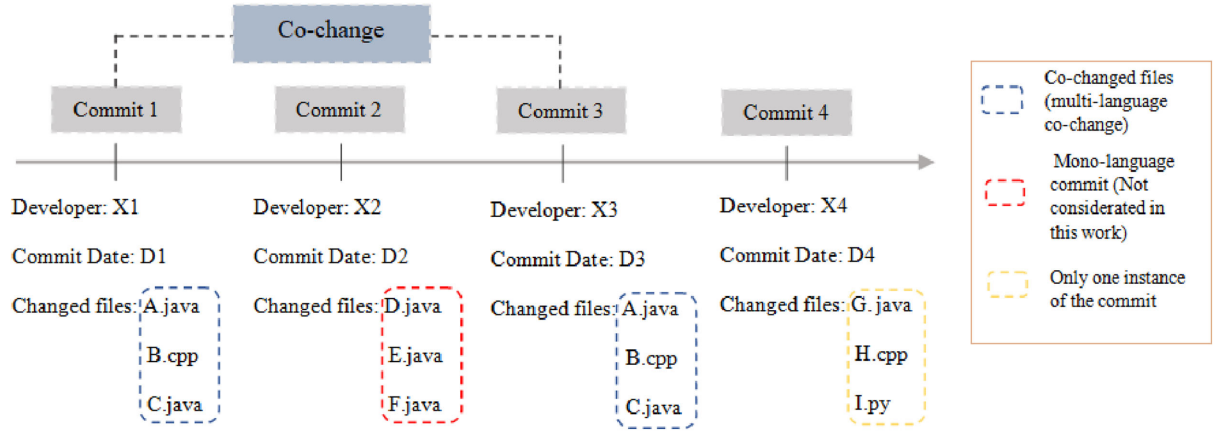 Co-change
Commit 1
Commit 2
Commit 3
Commit 4
Developer: X1
Commit Date: D1
Changed files: A.java
B.cpp
C.java
Developer: X2
Commit Date: D2
Changed files: D.java
E.java
F.java
Developer: X3
Commit Date: D3
Changed files: A.java
B.cpp
C.java
Developer: X4
Commit Date: D4
Changed files: G. java
H.cpp
I.py
Co-changed files
(multi-language
co-change)
Mono-language
commit (Not
considerated in
this work)
Only one instance
of the commit